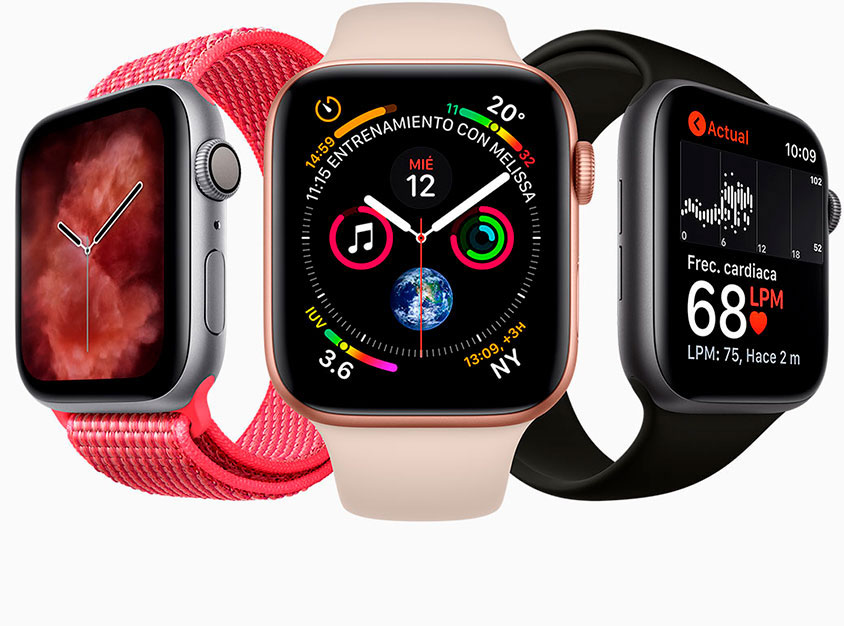 14:59
11:15 ENTRENAMIENTO CON MELISSA
11
20°
32
MIÉ
12
IUV
3.6
13:09, +3H
NY
Actual
10:09
102
0 6 12 18 52
Frec. cardiaca
68 LPM
LPM: 75, Hace 2 m